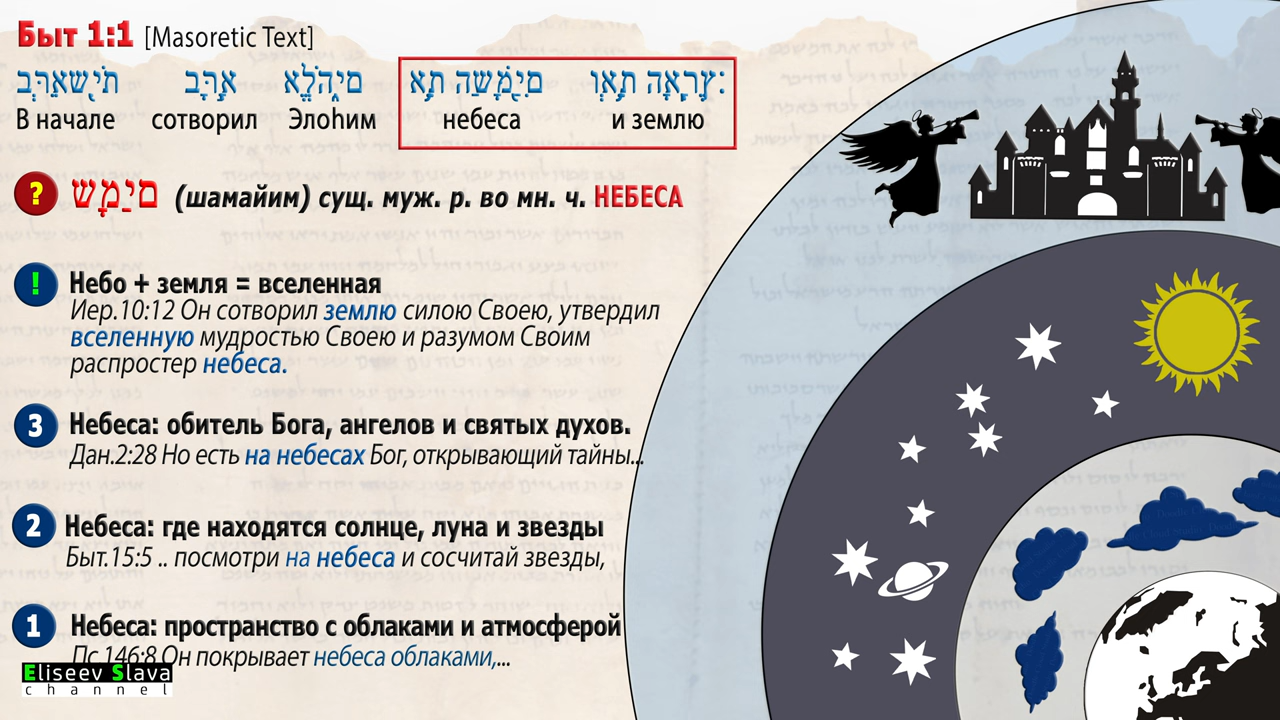 Быт 1:1 [Masoretic Text]
בְּרֵאשִׁ֖ית בָּרָ֣א אֱלֹהִ֑ים אֵ֥ת הַשָּׁמַ֖יִם וְאֵ֥ת הָאָֽרֶץ׃
В начале сотворил Элоhим небеса и землю
? שָׁמַיִם (шамайим) сущ. муж. р. во мн. ч. НЕБЕСА
! Небо + земля = вселенная
Иер.10:12 Он сотворил землю силою Своею, утвердил
вселенную мудростью Своею и разумом Своим
распростер небеса.
3 Небеса: обитель Бога, ангелов и святых духов.
Дан.2:28 Но есть на небесах Бог, открывающий тайны...
2 Небеса: где находятся солнце, луна и звезды
Быт.15:5 .. посмотри на небеса и сосчитай звезды,
1 Небеса: пространство с облаками и атмосферой
Пс 146:8 Он покрывает небеса облаками,...
Eliseev Slava
channel